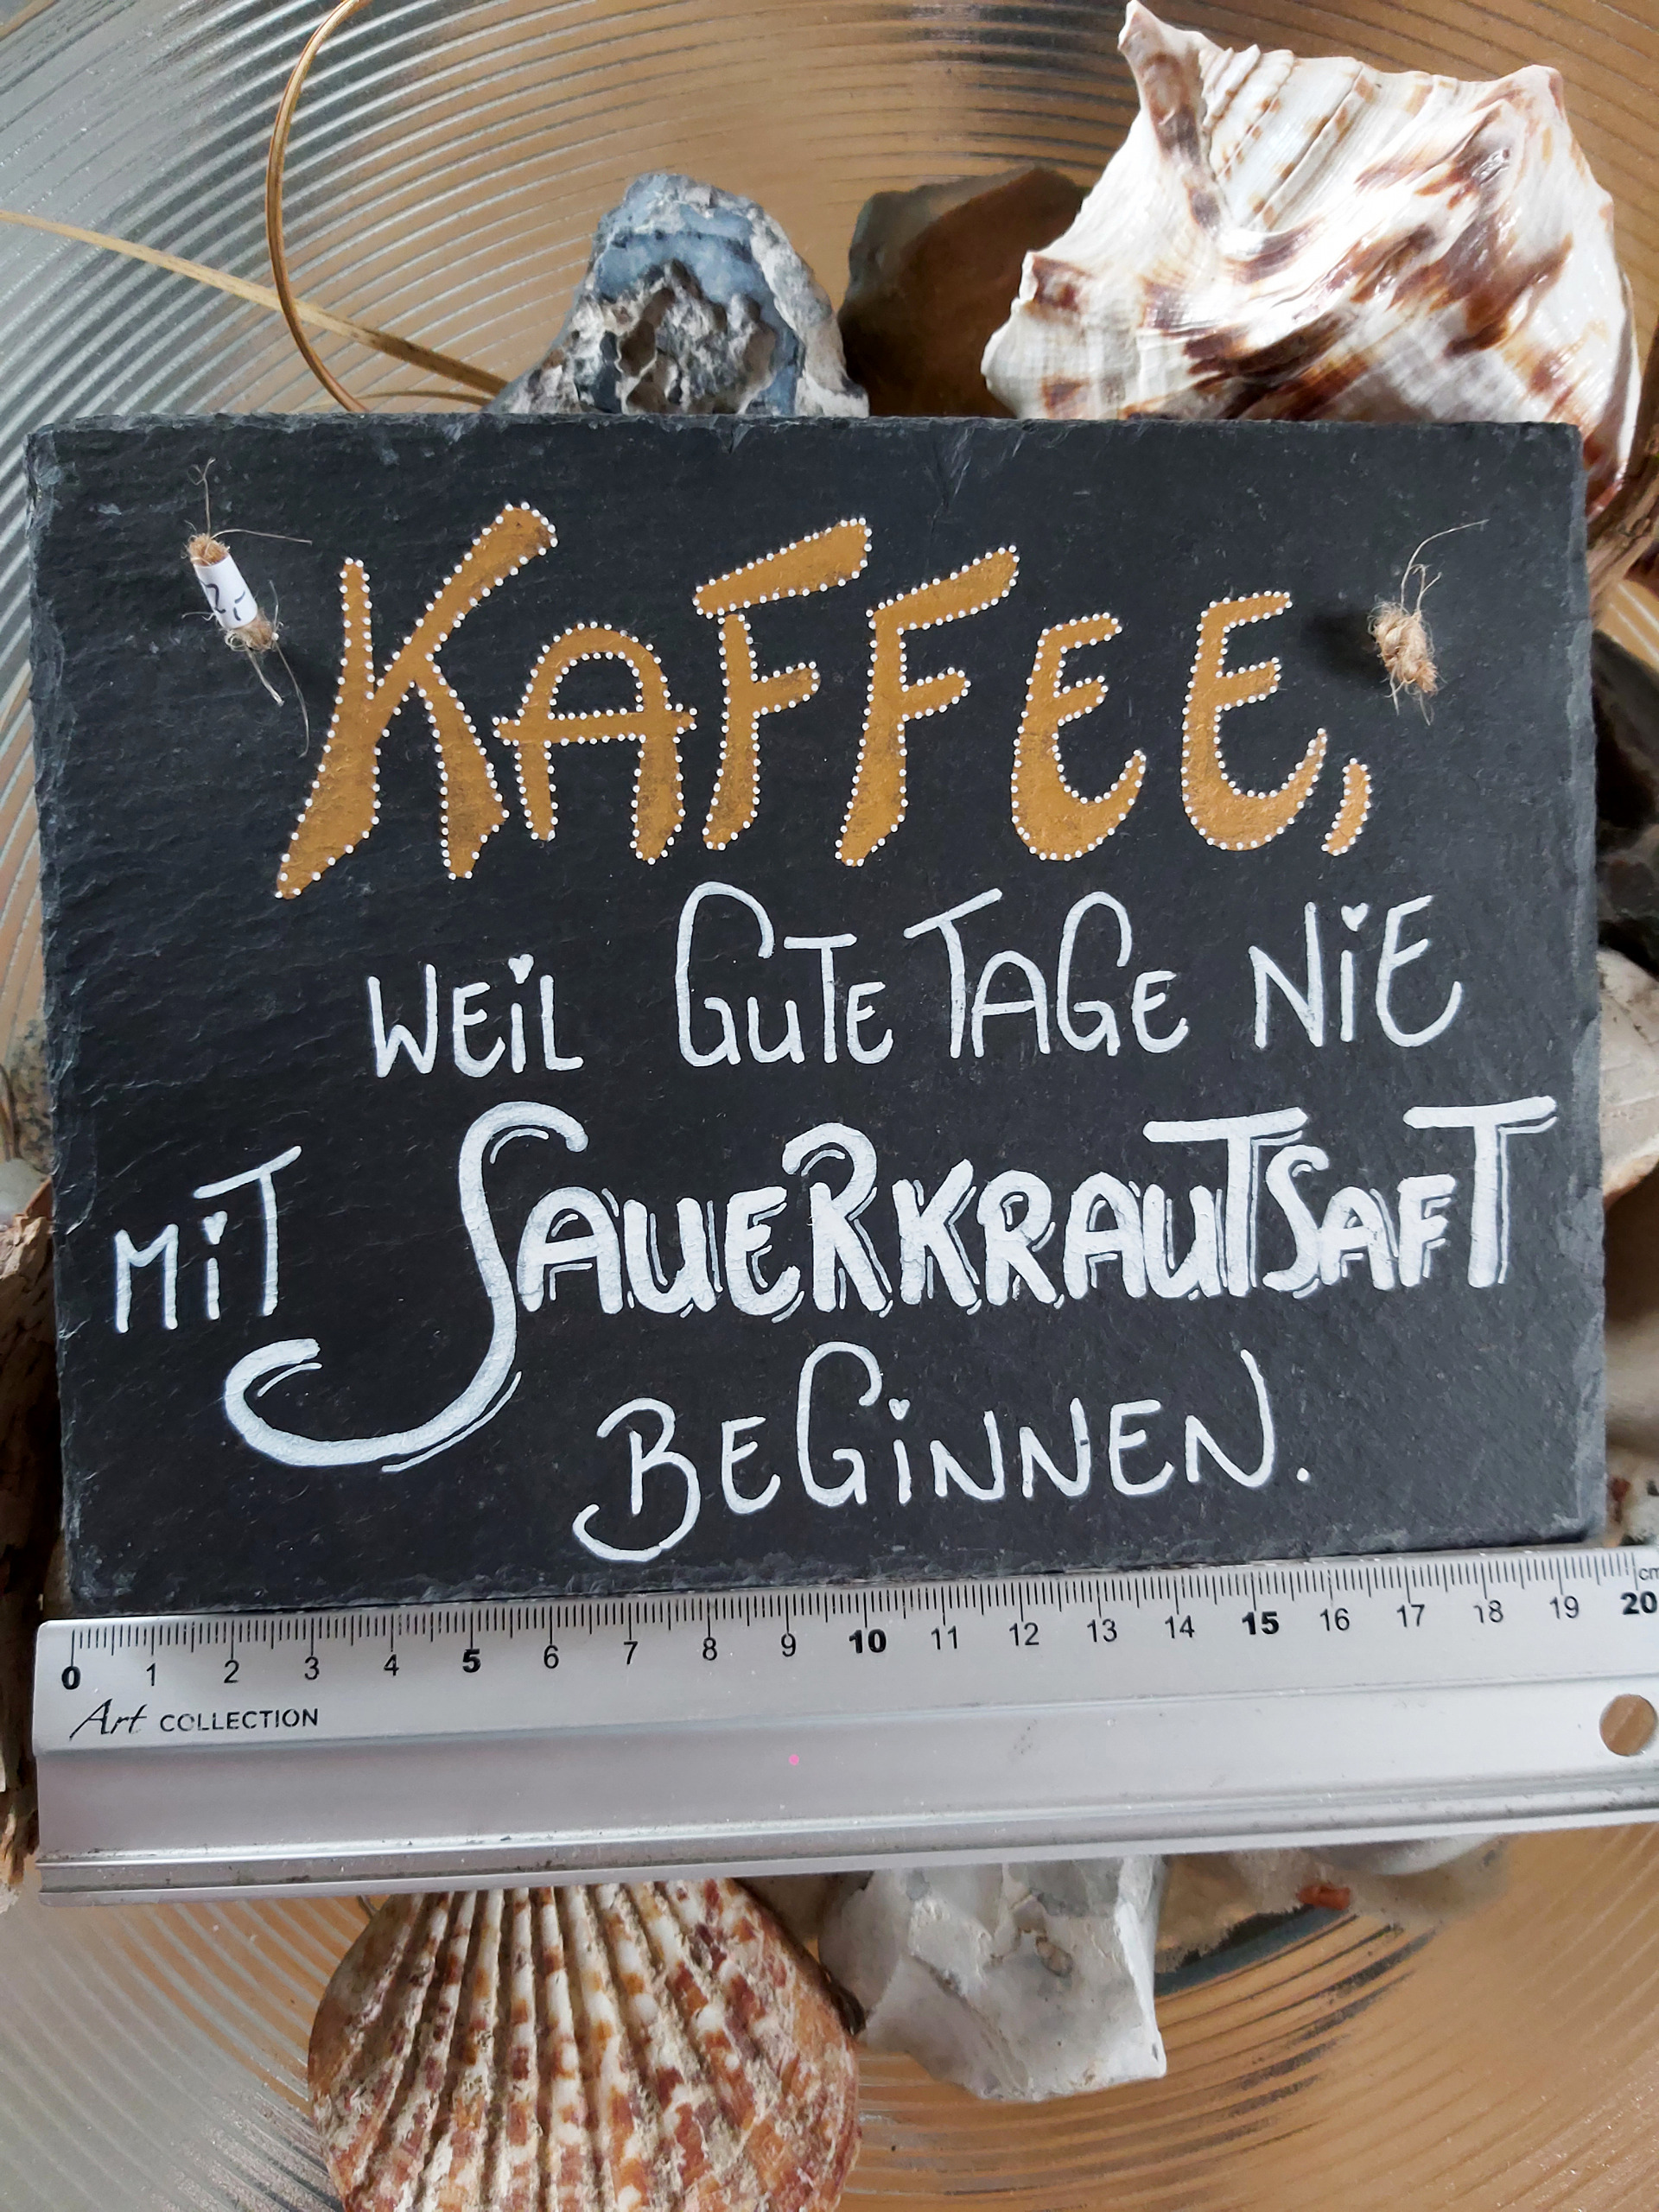 KAFFEE,
WEiL GUTE TAGE NiE
MiT SAUERKRAUTSAFT
BEGiNNEN.
cm
0 1 2 3 4 5 6 7 8 9 10 11 12 13 14 15 16 17 18 19 20
Art COLLECTION